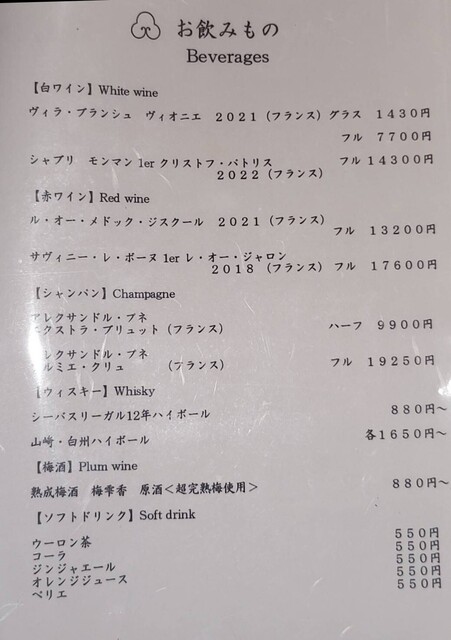 お飲みもの
Beverages
【白ワイン】White wine
ヴィラ・ブランシュ ヴィオニエ 2021（フランス）グラス 1430円
フル 7700円
シャブリ モンマン 1er クリストフ・パトリス フル 14300円
2022（フランス）
【赤ワイン】Red wine
ル・オー・メドック・ジスクール 2021（フランス）
フル 13200円
サヴィニー・レ・ボーヌ 1er レ・オー・ジャロン
2018（フランス） フル 17600円
【シャンパン】Champagne
アレクサンドル・ブネ
エクストラ・ブリュット（フランス） ハーフ 9900円
レクサンドル・ブネ
ルミエ・クリュ （フランス） フル 19250円
【ウィスキー】Whisky
シーバスリーガル12年ハイボール 880円～
山崎・白州ハイボール 各1650円～
【梅酒】Plum wine
熟成梅酒 梅雫香 原酒＜超完熟梅使用＞ 880円～
【ソフトドリンク】Soft drink
ウーロン茶 550円
コーラ 550円
ジンジャエール 550円
オレンジジュース 550円
ペリエ 550円